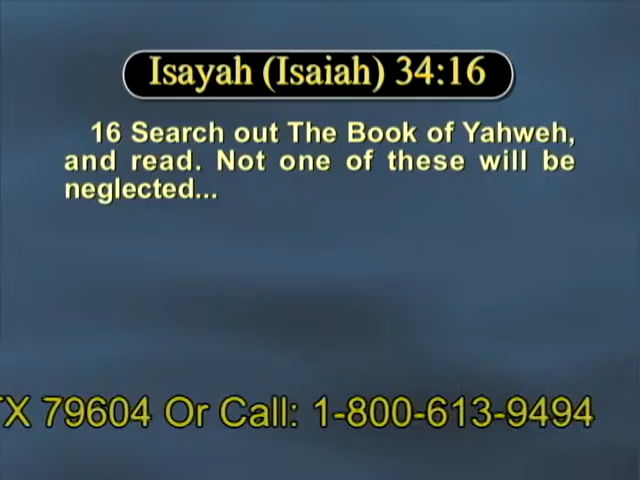 Isayah (Isaiah) 34:16
16 Search out The Book of Yahweh,
and read. Not one of these will be
neglected...
TX 79604 Or Call: 1-800-613-9494